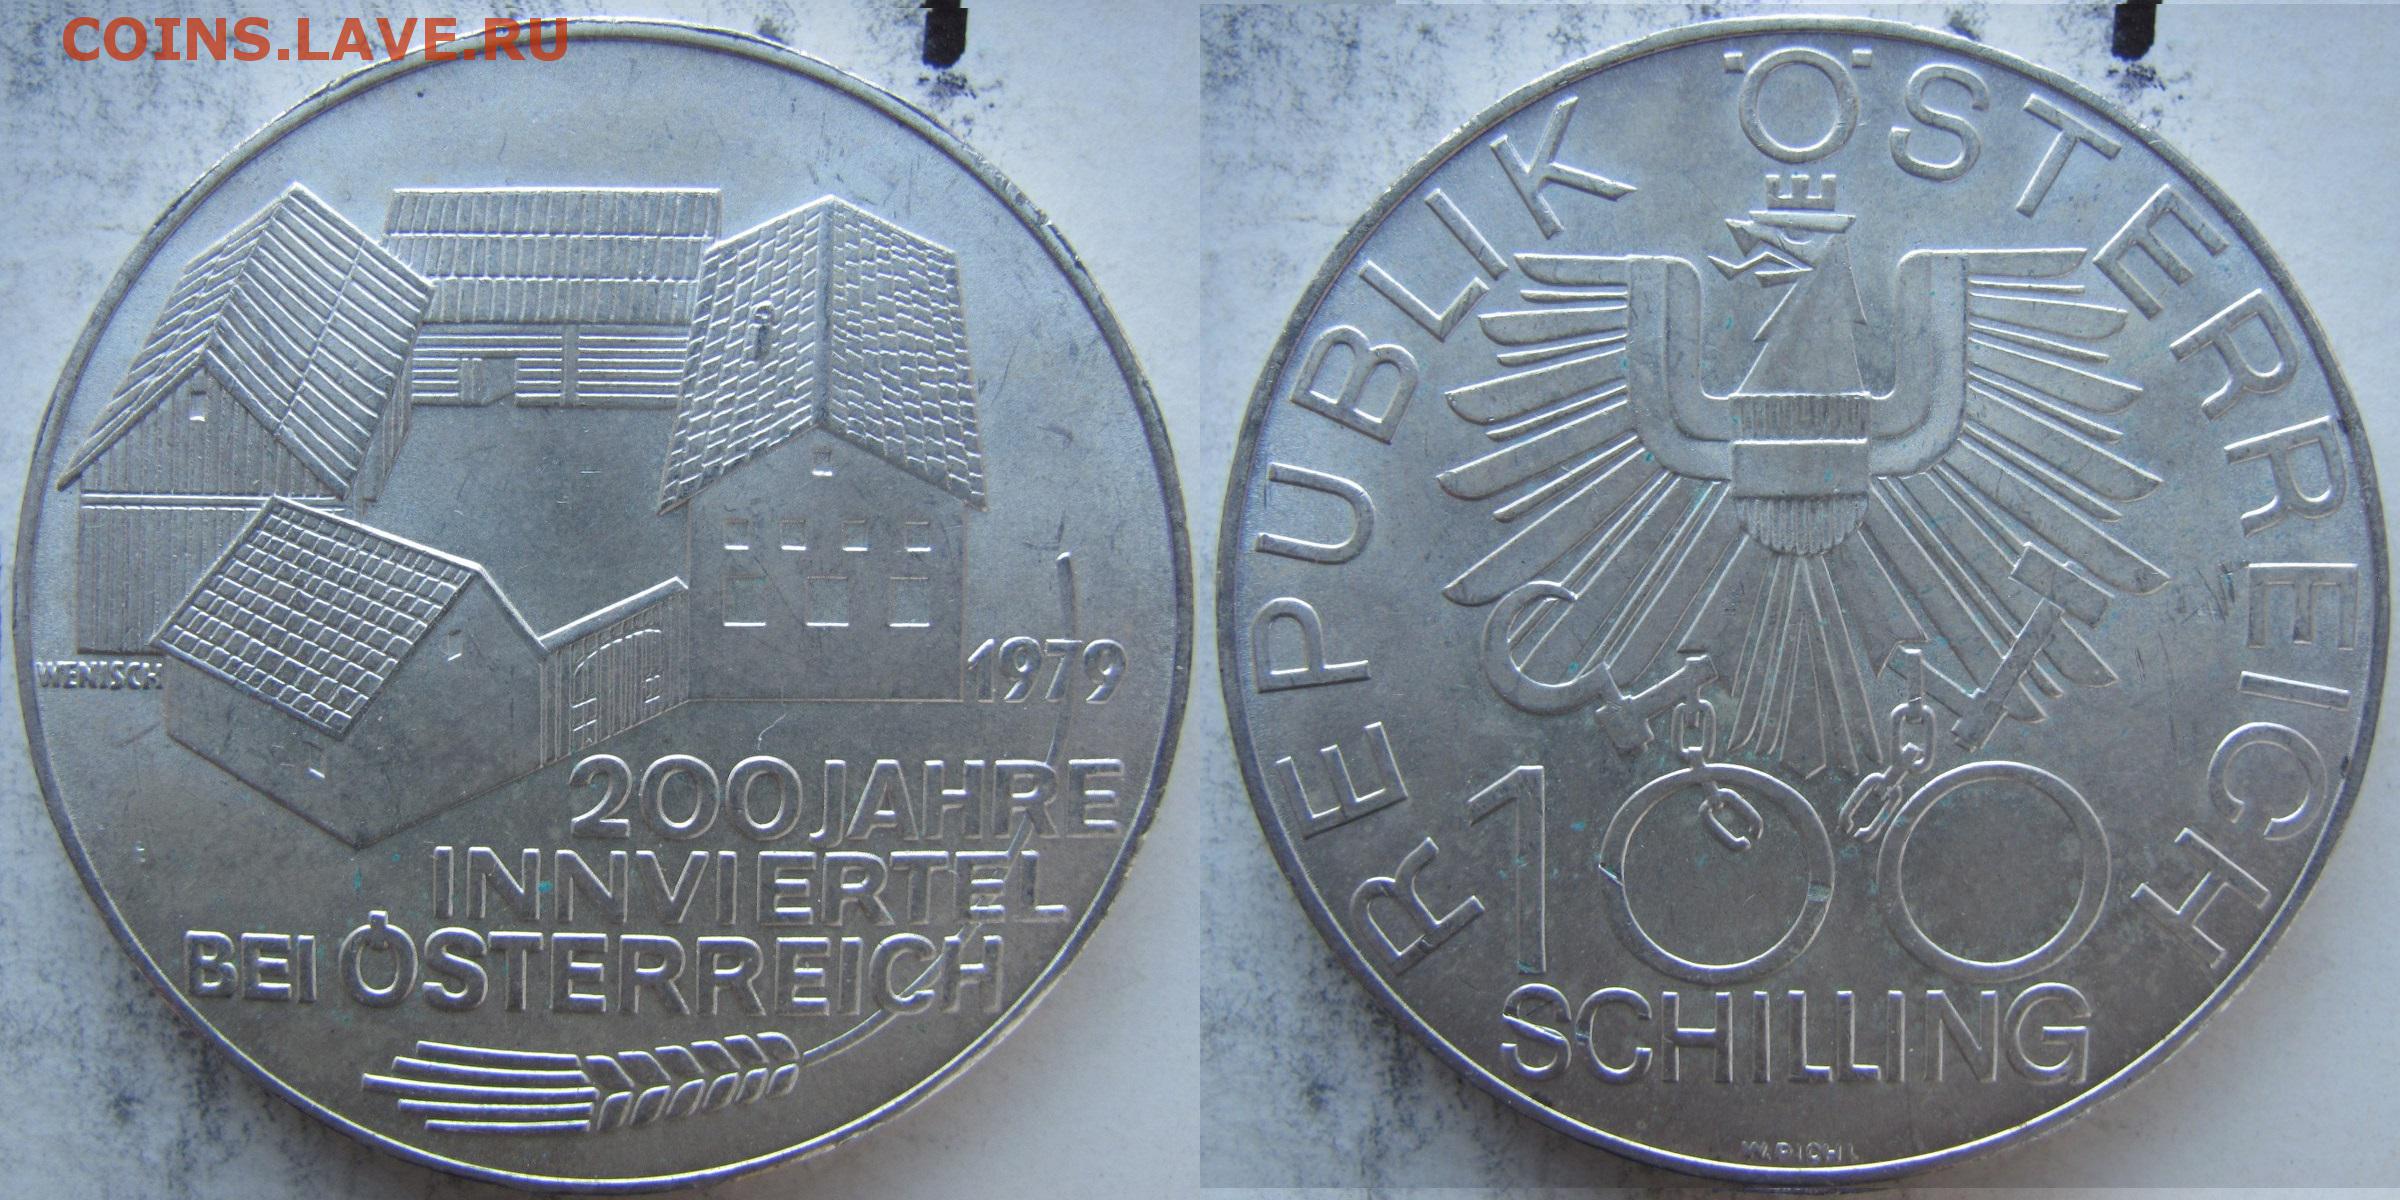 COINS.LAVE.RU
WENISCH
1979
200 JAHRE
INNVIERTEL
BEI ÖSTERREICH
REPUBLIK ÖSTERREICH
100
SCHILLING